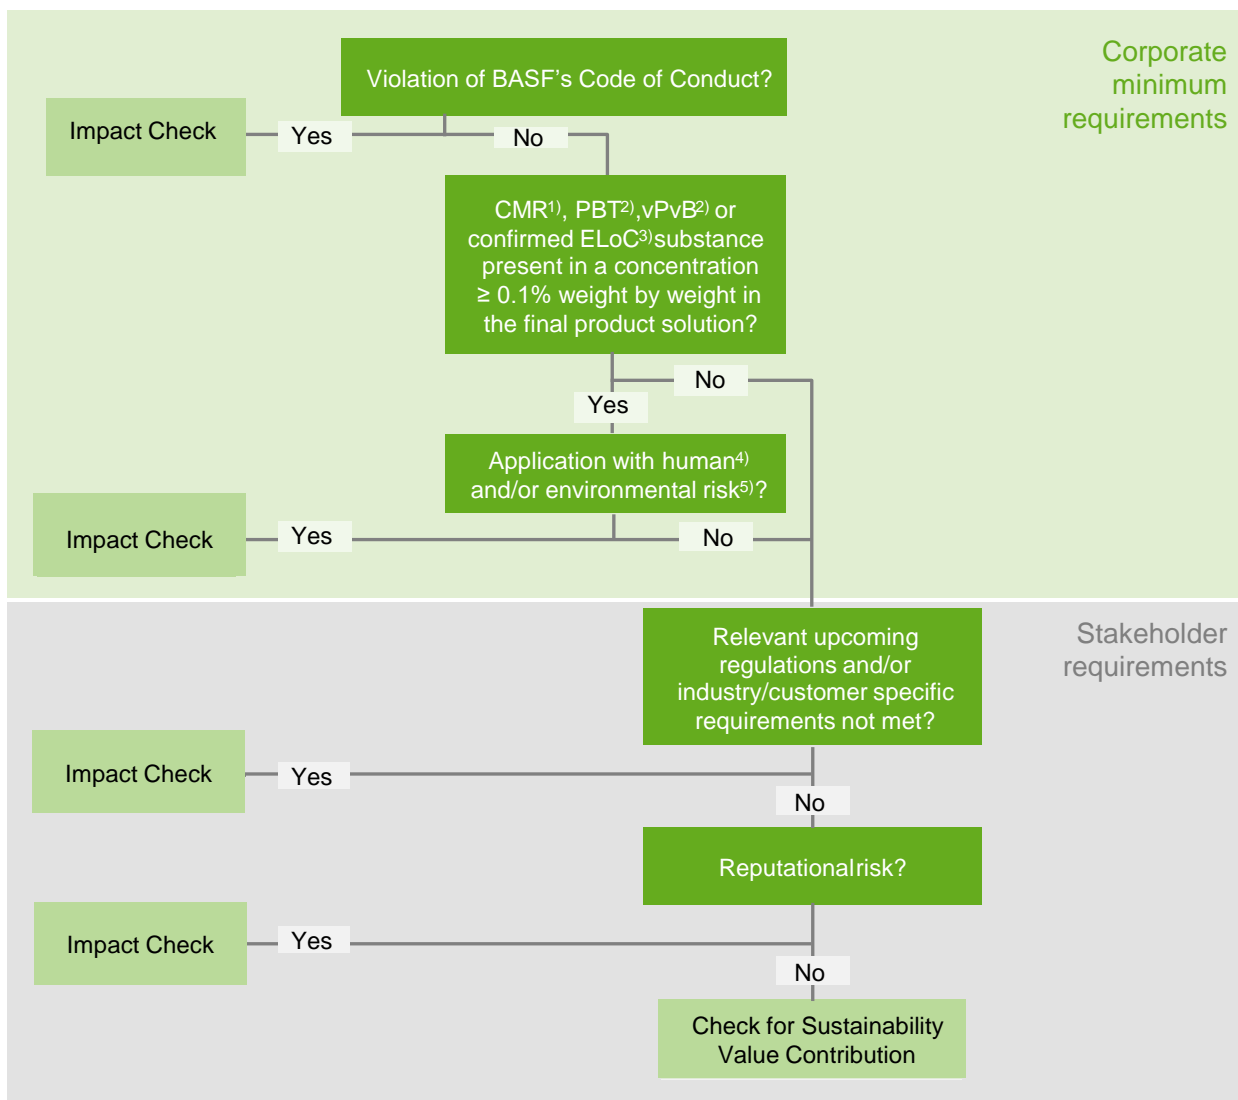 Corporate
minimum
requirements
Violation of BASF’s Code of Conduct?
Impact Check
Yes
No
CMR1), PBT2),vPvB2) or
confirmed ELoC3)substance
present in a concentration
≥ 0.1% weight by weight in
the final product solution?
No
Yes
Application with human4)
and/or environmental risk5)?
Impact Check
Yes
No
Stakeholder
requirements
Relevant upcoming
regulations and/or
industry/customer specific
requirements not met?
Impact Check
Yes
No
Reputationalrisk?
Impact Check
Yes
No
Check for Sustainability
Value Contribution